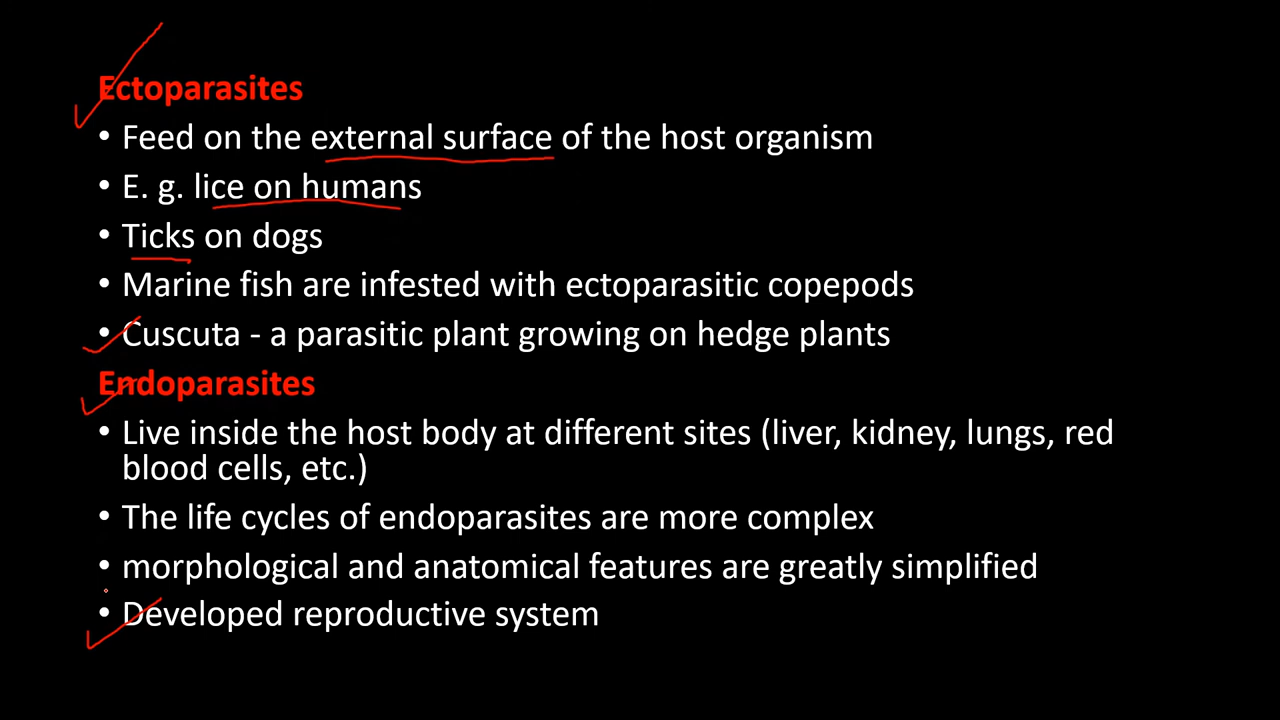 Ectoparasites
• Feed on the external surface of the host organism
• E. g. lice on humans
• Ticks on dogs
• Marine fish are infested with ectoparasitic copepods
• Cuscuta - a parasitic plant growing on hedge plants
Endoparasites
• Live inside the host body at different sites (liver, kidney, lungs, red
blood cells, etc.)
• The life cycles of endoparasites are more complex
• morphological and anatomical features are greatly simplified
• Developed reproductive system